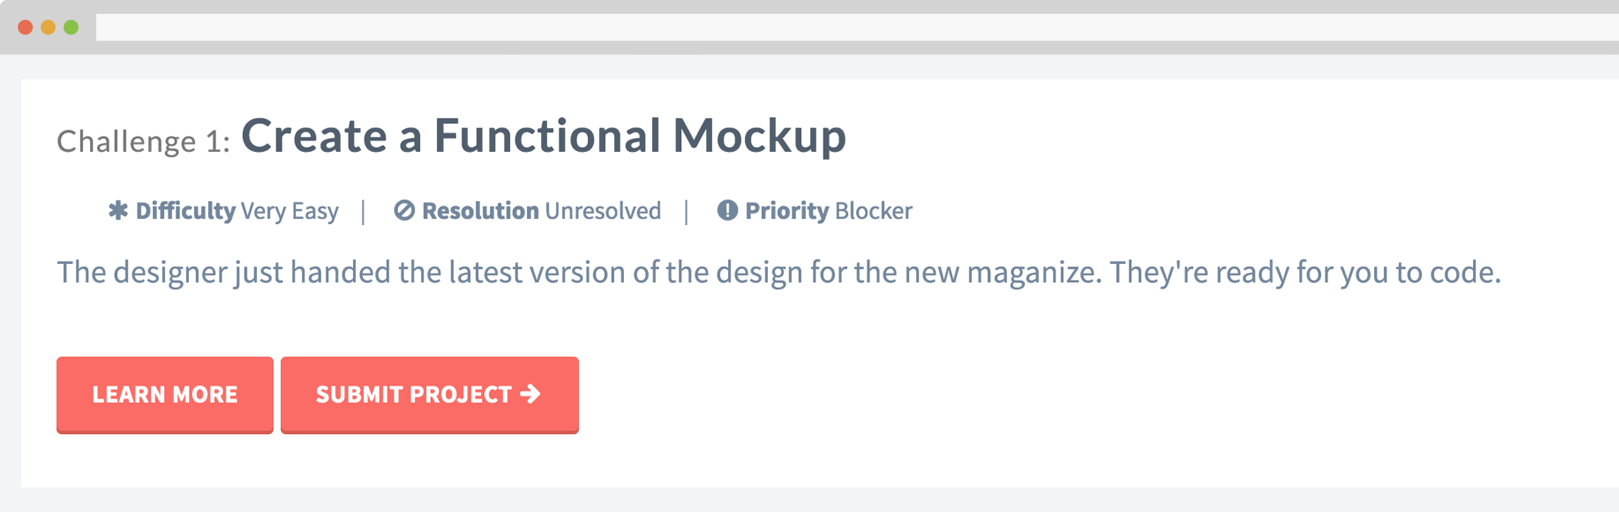 Challenge 1: Create a Functional Mockup
Difficulty Very Easy | Resolution Unresolved | Priority Blocker
The designer just handed the latest version of the design for the new maganize. They're ready for you to code.
LEARN MORE SUBMIT PROJECT →